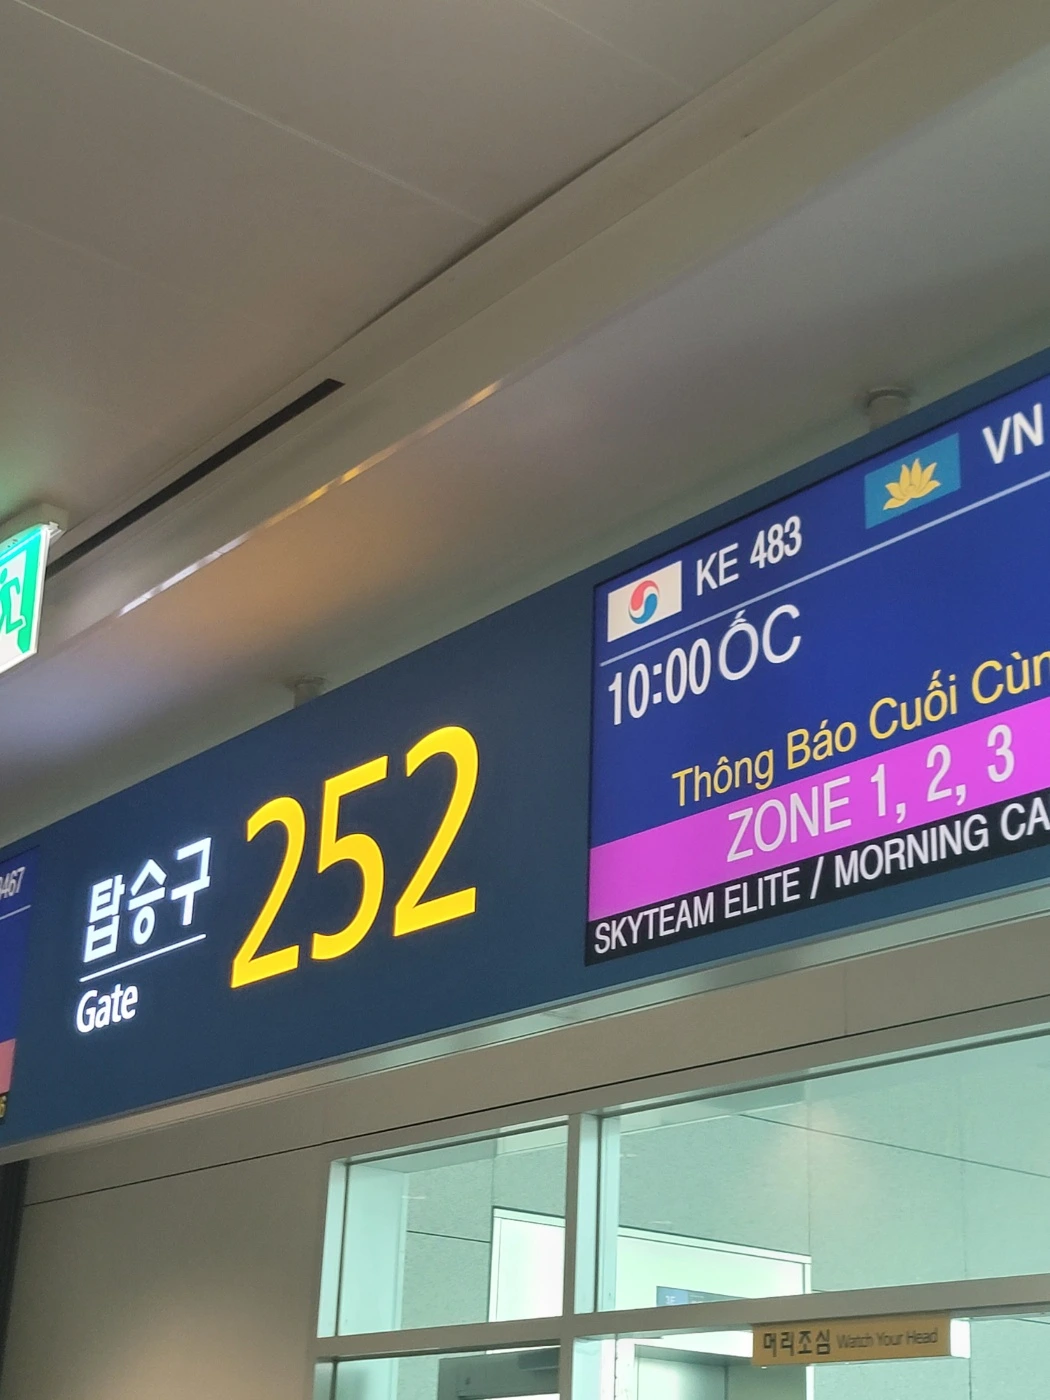 0467
탑승구
Gate
252
KE 483
VN
10:00 ỐC
Thông Báo Cuối Cùn
ZONE 1, 2, 3
SKYTEAM ELITE / MORNING CA
머리조심 Watch Your Head